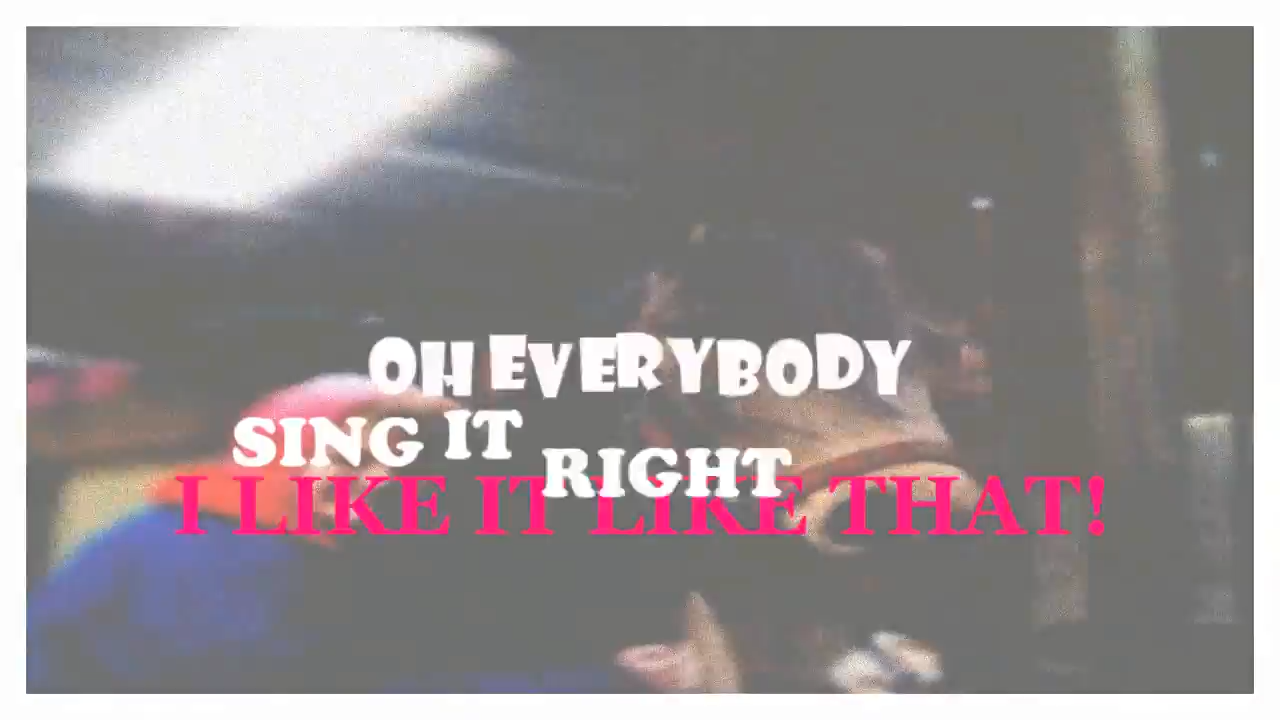 OH EVERYBODY
SING IT
RIGHT
I LIKE IT LIKE THAT!